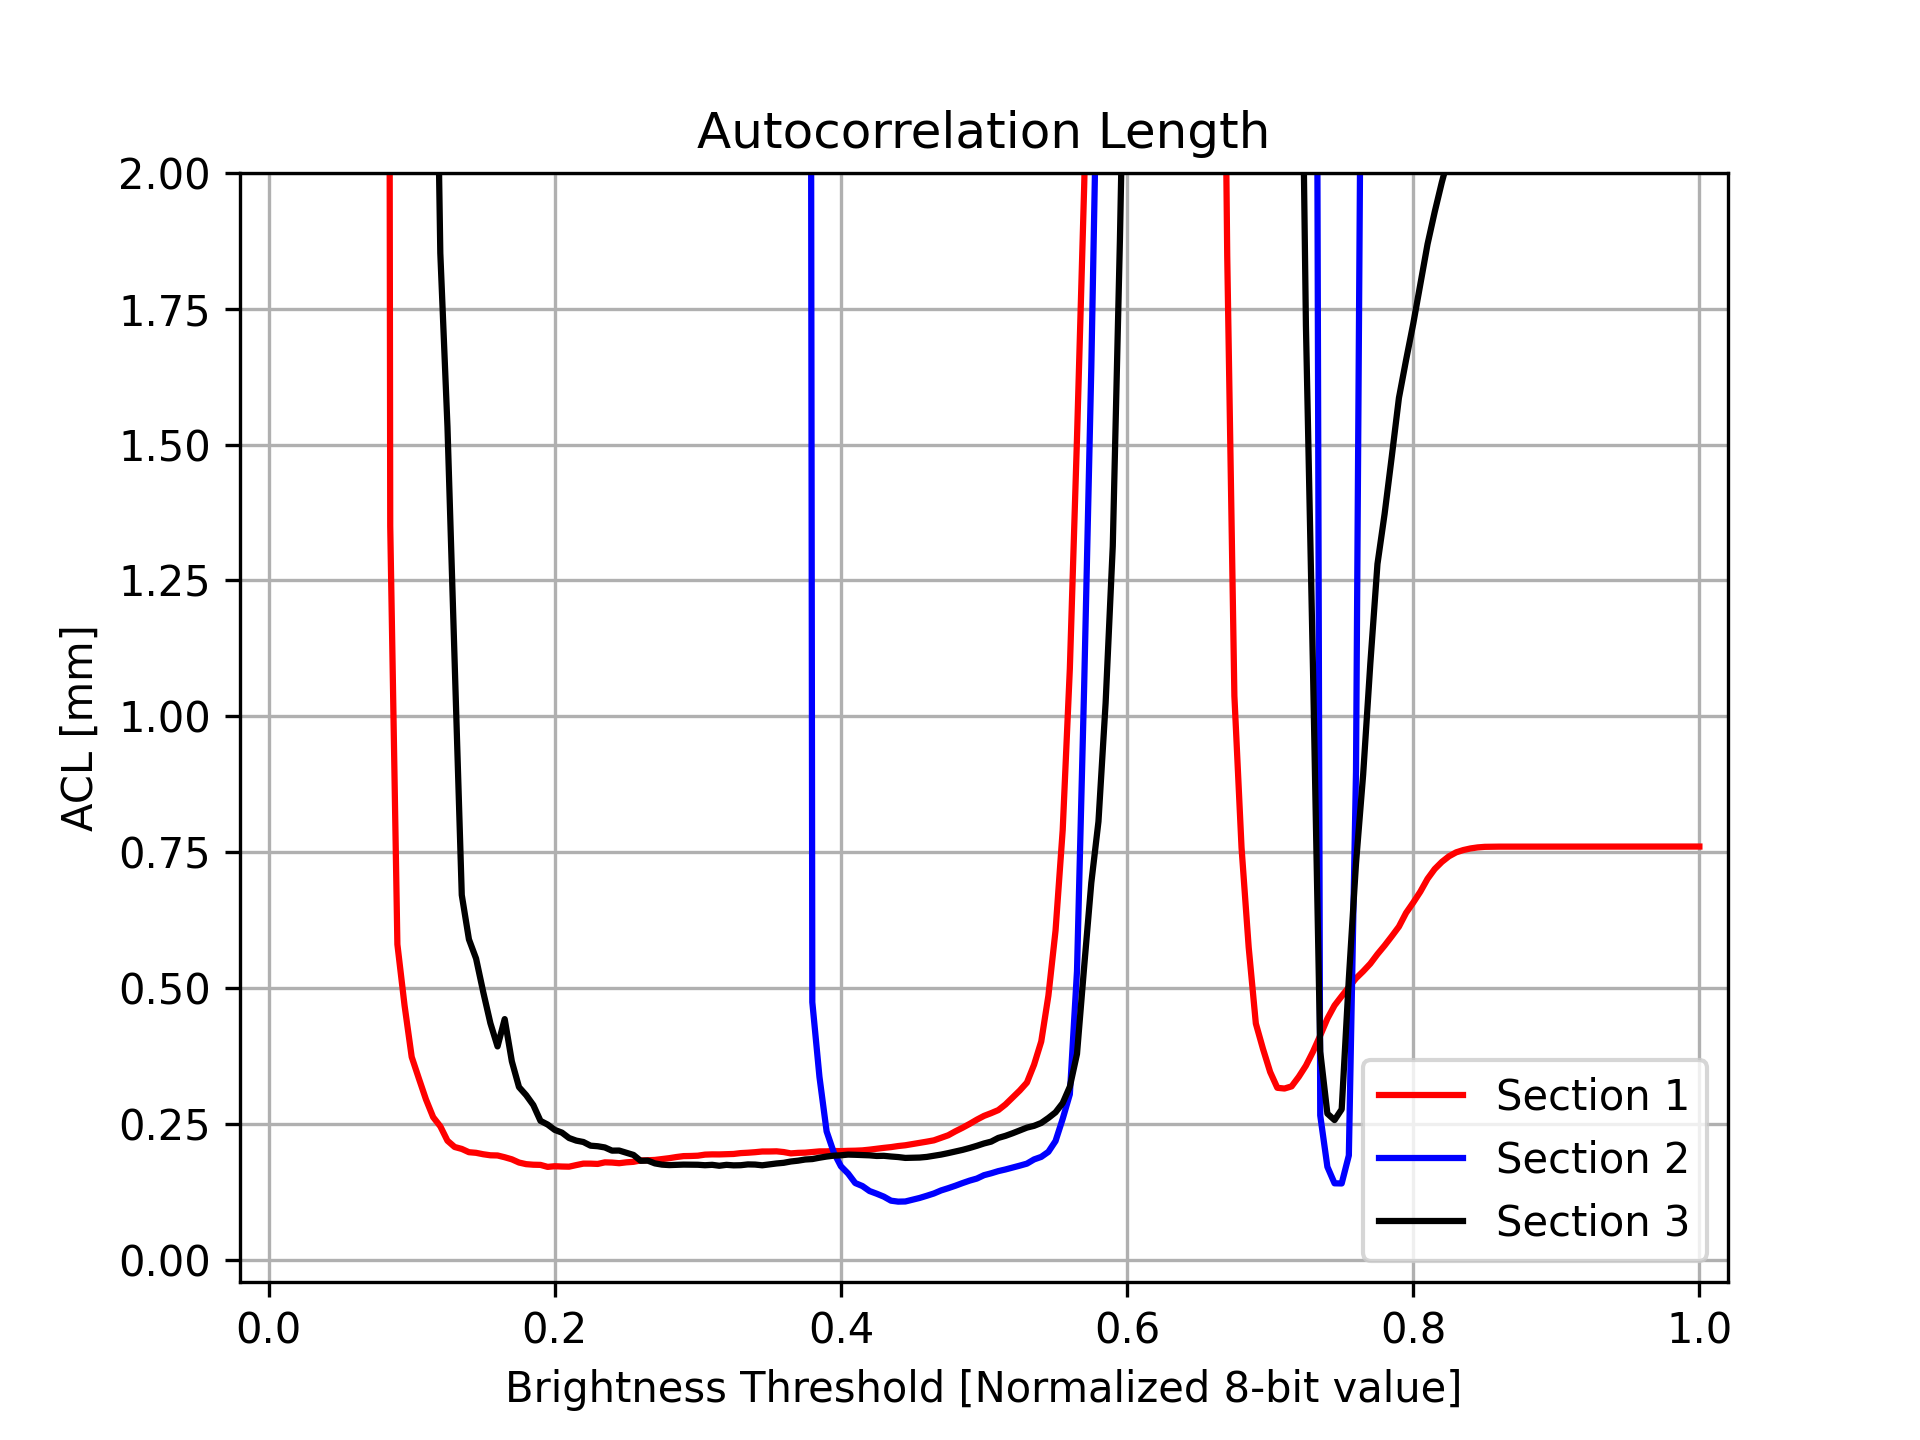 Autocorrelation Length
2.00
1.75
1.50
1.25
1.00
0.75
0.50
0.25
0.00
ACL [mm]
Section 1
Section 2
Section 3
0.0 0.2 0.4 0.6 0.8 1.0
Brightness Threshold [Normalized 8-bit value]